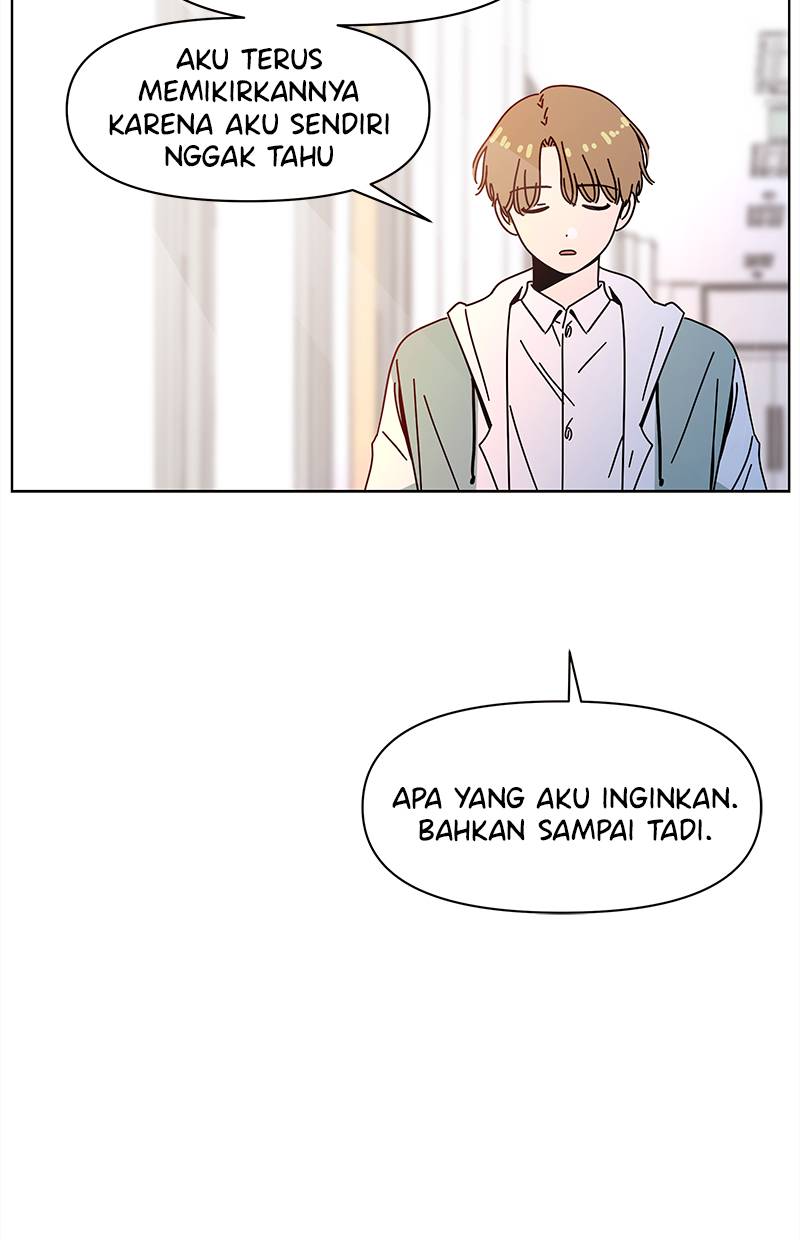 AKU TERUS
MEMIKIRKANNYA
KARENA AKU SENDIRI
NGGAK TAHU
APA YANG AKU INGINKAN.
BAHKAN SAMPAI TADI.